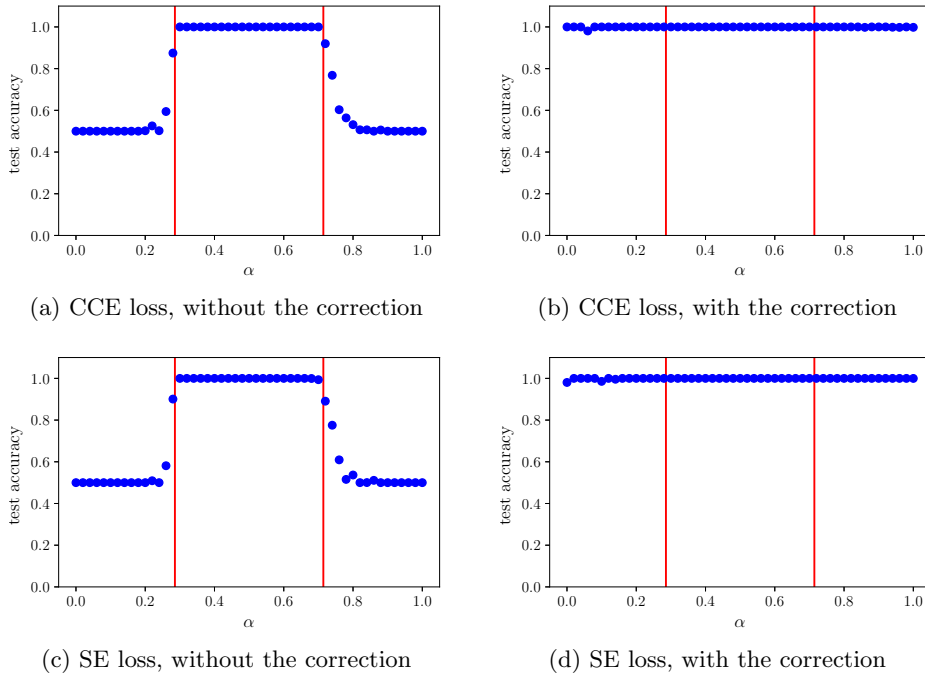 1.0
0.8
0.6
0.4
0.2
0.0
test accuracy
0.0 0.2 0.4 0.6 0.8 1.0
α
(a) CCE loss, without the correction
1.0
0.8
0.6
0.4
0.2
0.0
test accuracy
0.0 0.2 0.4 0.6 0.8 1.0
α
(b) CCE loss, with the correction
1.0
0.8
0.6
0.4
0.2
0.0
test accuracy
0.0 0.2 0.4 0.6 0.8 1.0
α
(c) SE loss, without the correction
1.0
0.8
0.6
0.4
0.2
0.0
test accuracy
0.0 0.2 0.4 0.6 0.8 1.0
α
(d) SE loss, with the correction